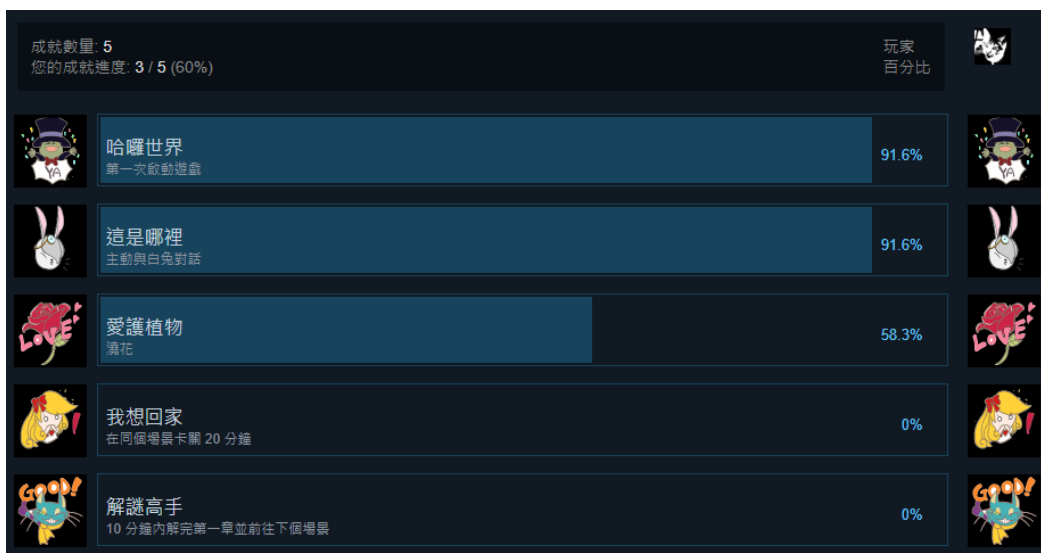 成就數量: 5
您的成就進度: 3 / 5 (60%)
玩家
百分比
YA
哈囉世界
第一次啟動遊戲
91.6%
YA
這是哪裡
主動與白兔對話
91.6%
LOVE
愛護植物
澆花
58.3%
LOVE
我想回家
在同個場景卡關 20 分鐘
0%
GOOD!
解謎高手
10 分鐘內解完第一章並前往下個場景
0%
GOOD!